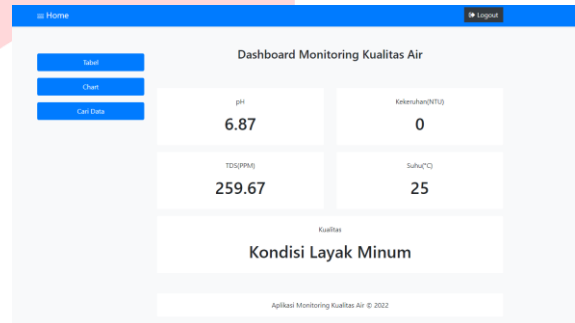 Home
Logout
Tabel
Chart
Cari Data
Dashboard Monitoring Kualitas Air
pH
6.87
Kekeruhan(NTU)
0
TDS(PPM)
259.67
Suhu(°C)
25
Kualitas
Kondisi Layak Minum
Aplikasi Monitoring Kualitas Air © 2022